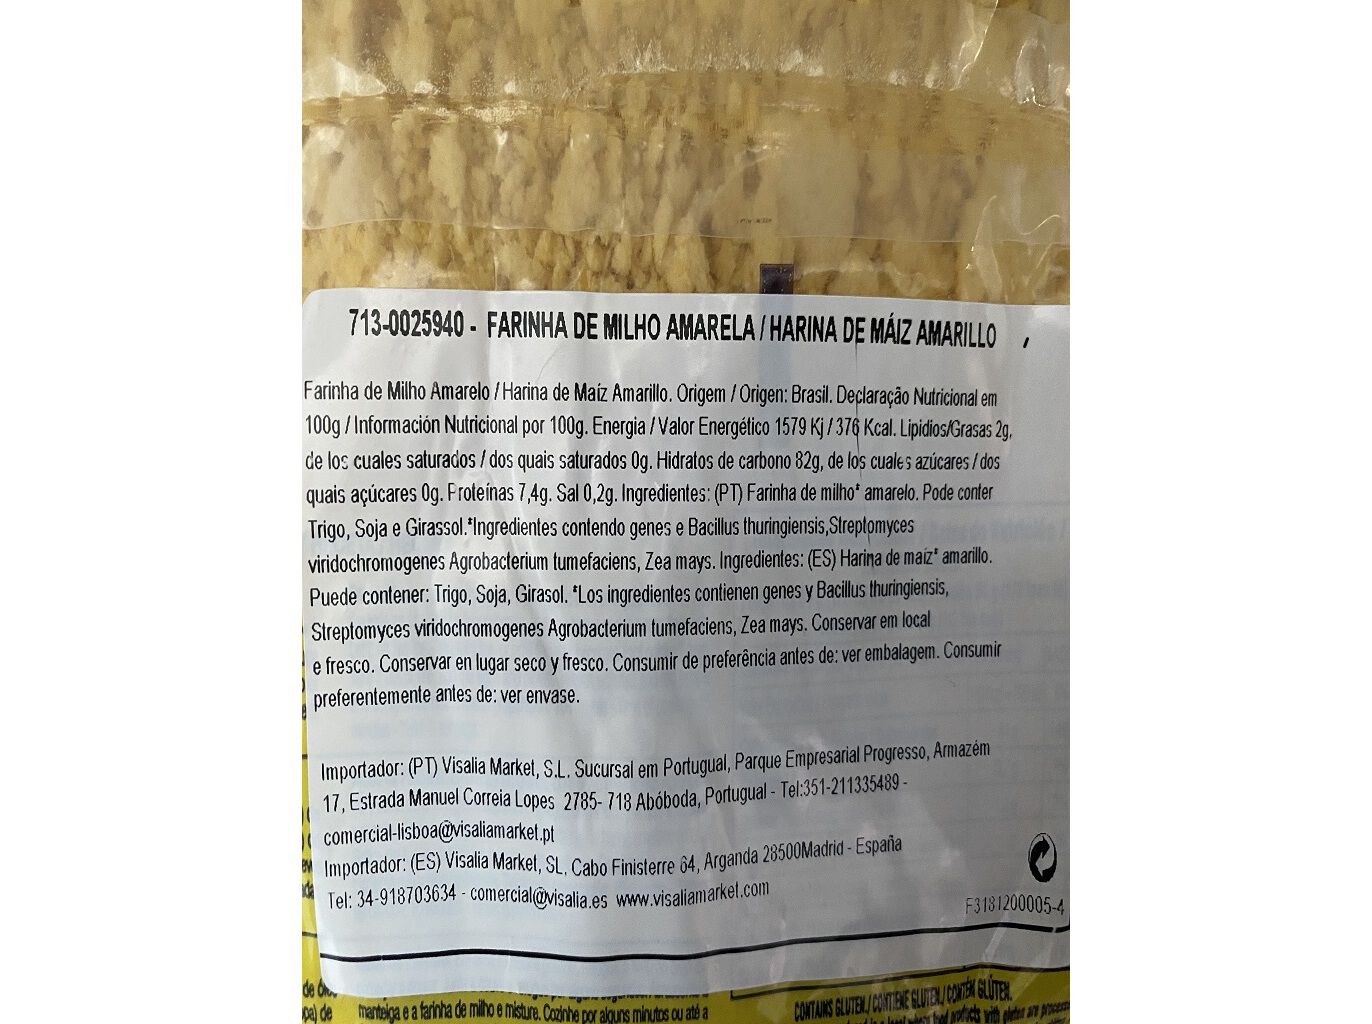 713-0025940 - FARINHA DE MILHO AMARELA / HARINA DE MÁIZ AMARILLO
Farinha de Milho Amarelo / Harina de Maíz Amarillo. Origem / Origen: Brasil. Declaração Nutricional em
100g / Información Nutricional por 100g. Energia / Valor Energético 1579 Kj / 376 Kcal. Lipidios/Grasas 2g,
de los cuales saturados / dos quais saturados 0g. Hidratos de carbono 82g, de los cuales azúcares / dos
quais açúcares 0g. Proteínas 7,4g. Sal 0,2g. Ingredientes: (PT) Farinha de milho* amarelo. Pode conter
Trigo, Soja e Girassol.*Ingredientes contendo genes e Bacillus thuringiensis,Streptomyces
viridochromogenes Agrobacterium tumefaciens, Zea mays. Ingredientes: (ES) Harina de maíz* amarillo.
Puede contener: Trigo, Soja, Girasol. *Los ingredientes contienen genes y Bacillus thuringiensis,
Streptomyces viridochromogenes Agrobacterium tumefaciens, Zea mays. Conservar em local
e fresco. Conservar en lugar seco y fresco. Consumir de preferência antes de: ver embalagem. Consumir
preferentemente antes de: ver envase.
Importador: (PT) Visalia Market, S.L. Sucursal em Portugual, Parque Empresarial Progresso, Armazém
17, Estrada Manuel Correia Lopes 2785- 718 Abóboda, Portugual - Tel:351-211335489 -
comercial-lisboa@visaliamarket.pt
Importador: (ES) Visalia Market, SL. Cabo Finisterre 64, Arganda 28500Madrid - España
Tel: 34-918703634 - comercial@visalia.es www.visaliamarket.com
F3181200005-4
CONTAINS GLUTEN./ CONTIENE GLUTEN./ CONTÉM GLÚTEN.
manteiga e a farinha de milho e misture. Cozinhe por alguns minutos ou até a